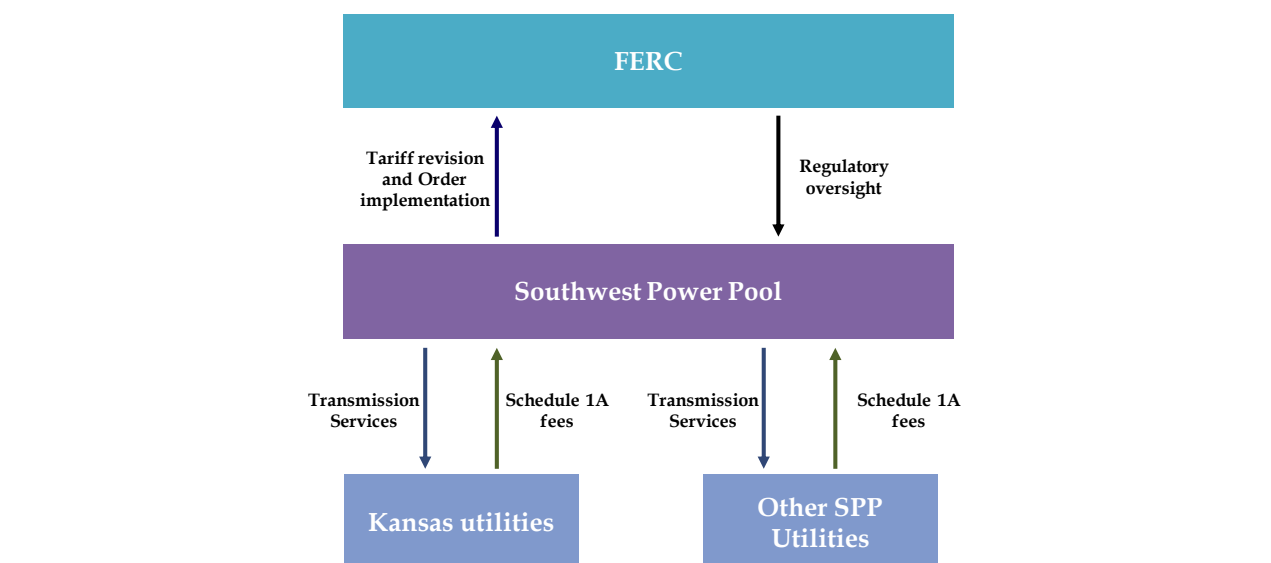 FERC
Tariff revision
and Order
implementation
Regulatory
oversight
Southwest Power Pool
Transmission
Services
Schedule 1A
fees
Transmission
Services
Schedule 1A
fees
Kansas utilities
Other SPP
Utilities